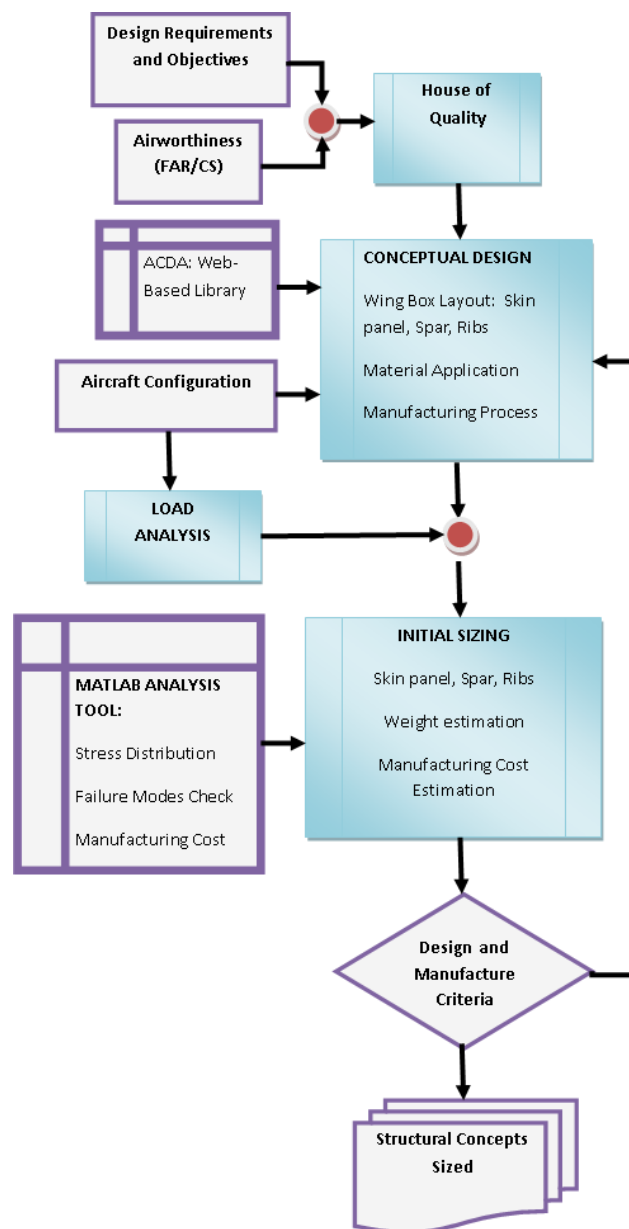 Design Requirements
and Objectives
Airworthiness
(FAR/CS)
House of
Quality
ACDA: Web-
Based Library
CONCEPTUAL DESIGN
Wing Box Layout: Skin
panel, Spar, Ribs
Material Application
Manufacturing Process
Aircraft Configuration
LOAD
ANALYSIS
INITIAL SIZING
Skin panel, Spar, Ribs
Weight estimation
Manufacturing Cost
Estimation
MATLAB ANALYSIS
TOOL:
Stress Distribution
Failure Modes Check
Manufacturing Cost
Design and
Manufacture
Criteria
Structural Concepts
Sized